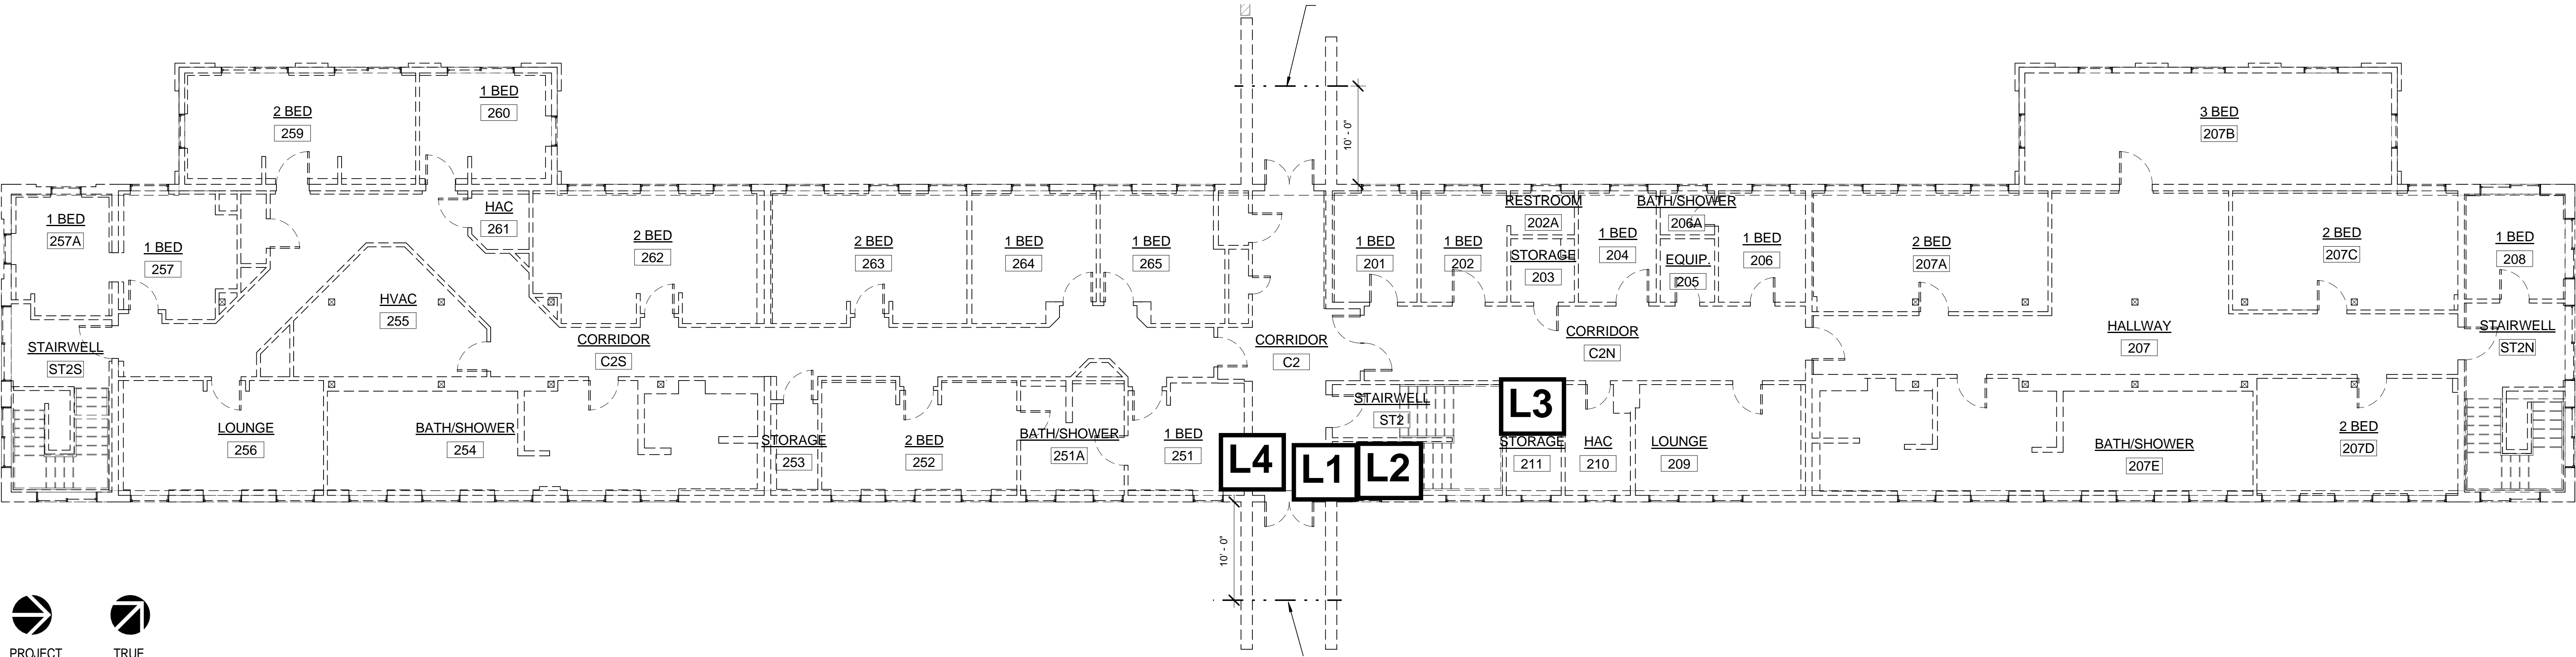 10' - 0"
1 BED
260
2 BED
259
3 BED
207B
1 BED
257A
1 BED
257
HAC
261
2 BED
262
2 BED
263
1 BED
264
1 BED
265
1 BED
201
1 BED
202
RESTROOM
202A
STORAGE
203
1 BED
204
BATH/SHOWER
206A
EQUIP.
205
1 BED
206
2 BED
207A
2 BED
207C
1 BED
208
HVAC
255
STAIRWELL
ST2S
CORRIDOR
C2S
CORRIDOR
C2
CORRIDOR
C2N
HALLWAY
207
STAIRWELL
ST2N
LOUNGE
256
BATH/SHOWER
254
STORAGE
253
2 BED
252
BATH/SHOWER
251A
1 BED
251
L4
L1
L2
STAIRWELL
ST2
L3
STORAGE
211
HAC
210
LOUNGE
209
BATH/SHOWER
207E
2 BED
207D
10' - 0"
PROJECT
TRUE